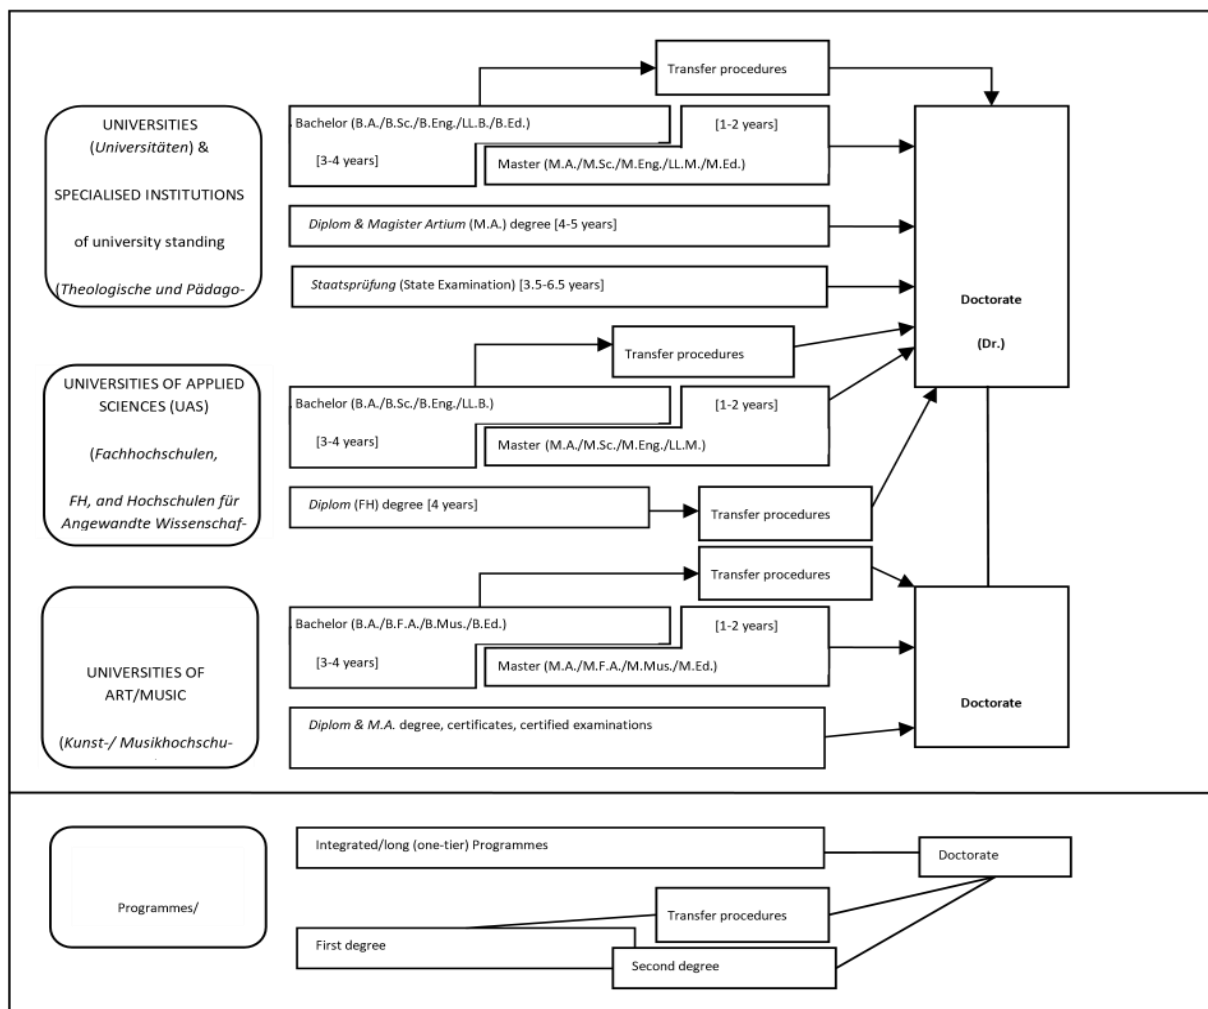 Transfer procedures
UNIVERSITIES
(Universitäten) &
SPECIALISED INSTITUTIONS
of university standing
(Theologische und Pädago-
Bachelor (B.A./B.Sc./B.Eng./LL.B./B.Ed.)
[3-4 years]
[1-2 years]
Master (M.A./M.Sc./M.Eng./LL.M./M.Ed.)
Diplom & Magister Artium (M.A.) degree [4-5 years]
Staatsprüfung (State Examination) [3.5-6.5 years]
Doctorate
(Dr.)
Transfer procedures
UNIVERSITIES OF APPLIED
SCIENCES (UAS)
(Fachhochschulen,
FH, and Hochschulen für
Angewandte Wissenschaf-
Bachelor (B.A./B.Sc./B.Eng./LL.B.)
[3-4 years]
[1-2 years]
Master (M.A./M.Sc./M.Eng./LL.M.)
Diplom (FH) degree [4 years]
Transfer procedures
Transfer procedures
UNIVERSITIES OF
ART/MUSIC
(Kunst-/ Musikhochschu-
Bachelor (B.A./B.F.A./B.Mus./B.Ed.)
[3-4 years]
[1-2 years]
Master (M.A./M.F.A./M.Mus./M.Ed.)
Diplom & M.A. degree, certificates, certified examinations
Doctorate
Programmes/
Integrated/long (one-tier) Programmes
Doctorate
Transfer procedures
First degree
Second degree